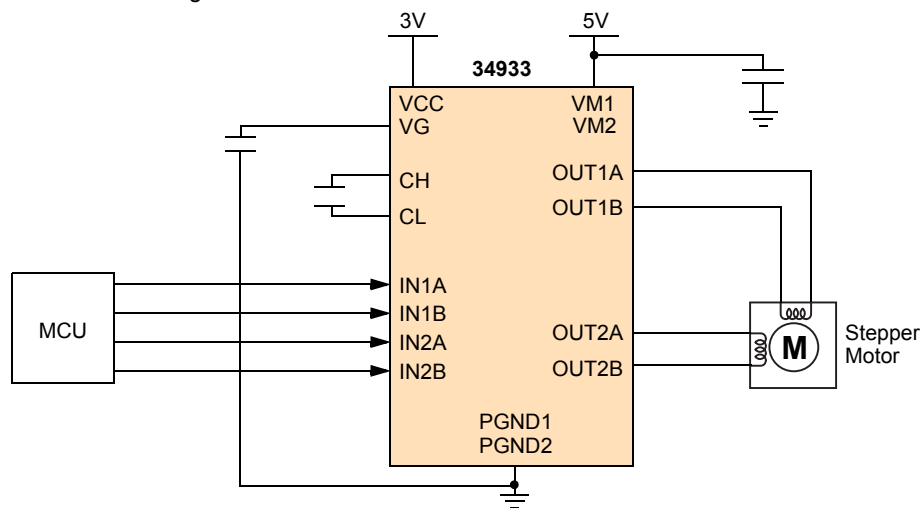 3V
5V
34933
VCC
VG
VM1
VM2
CH
CL
OUT1A
OUT1B
MCU
IN1A
IN1B
IN2A
IN2B
OUT2A
OUT2B
M
Stepper
Motor
PGND1
PGND2